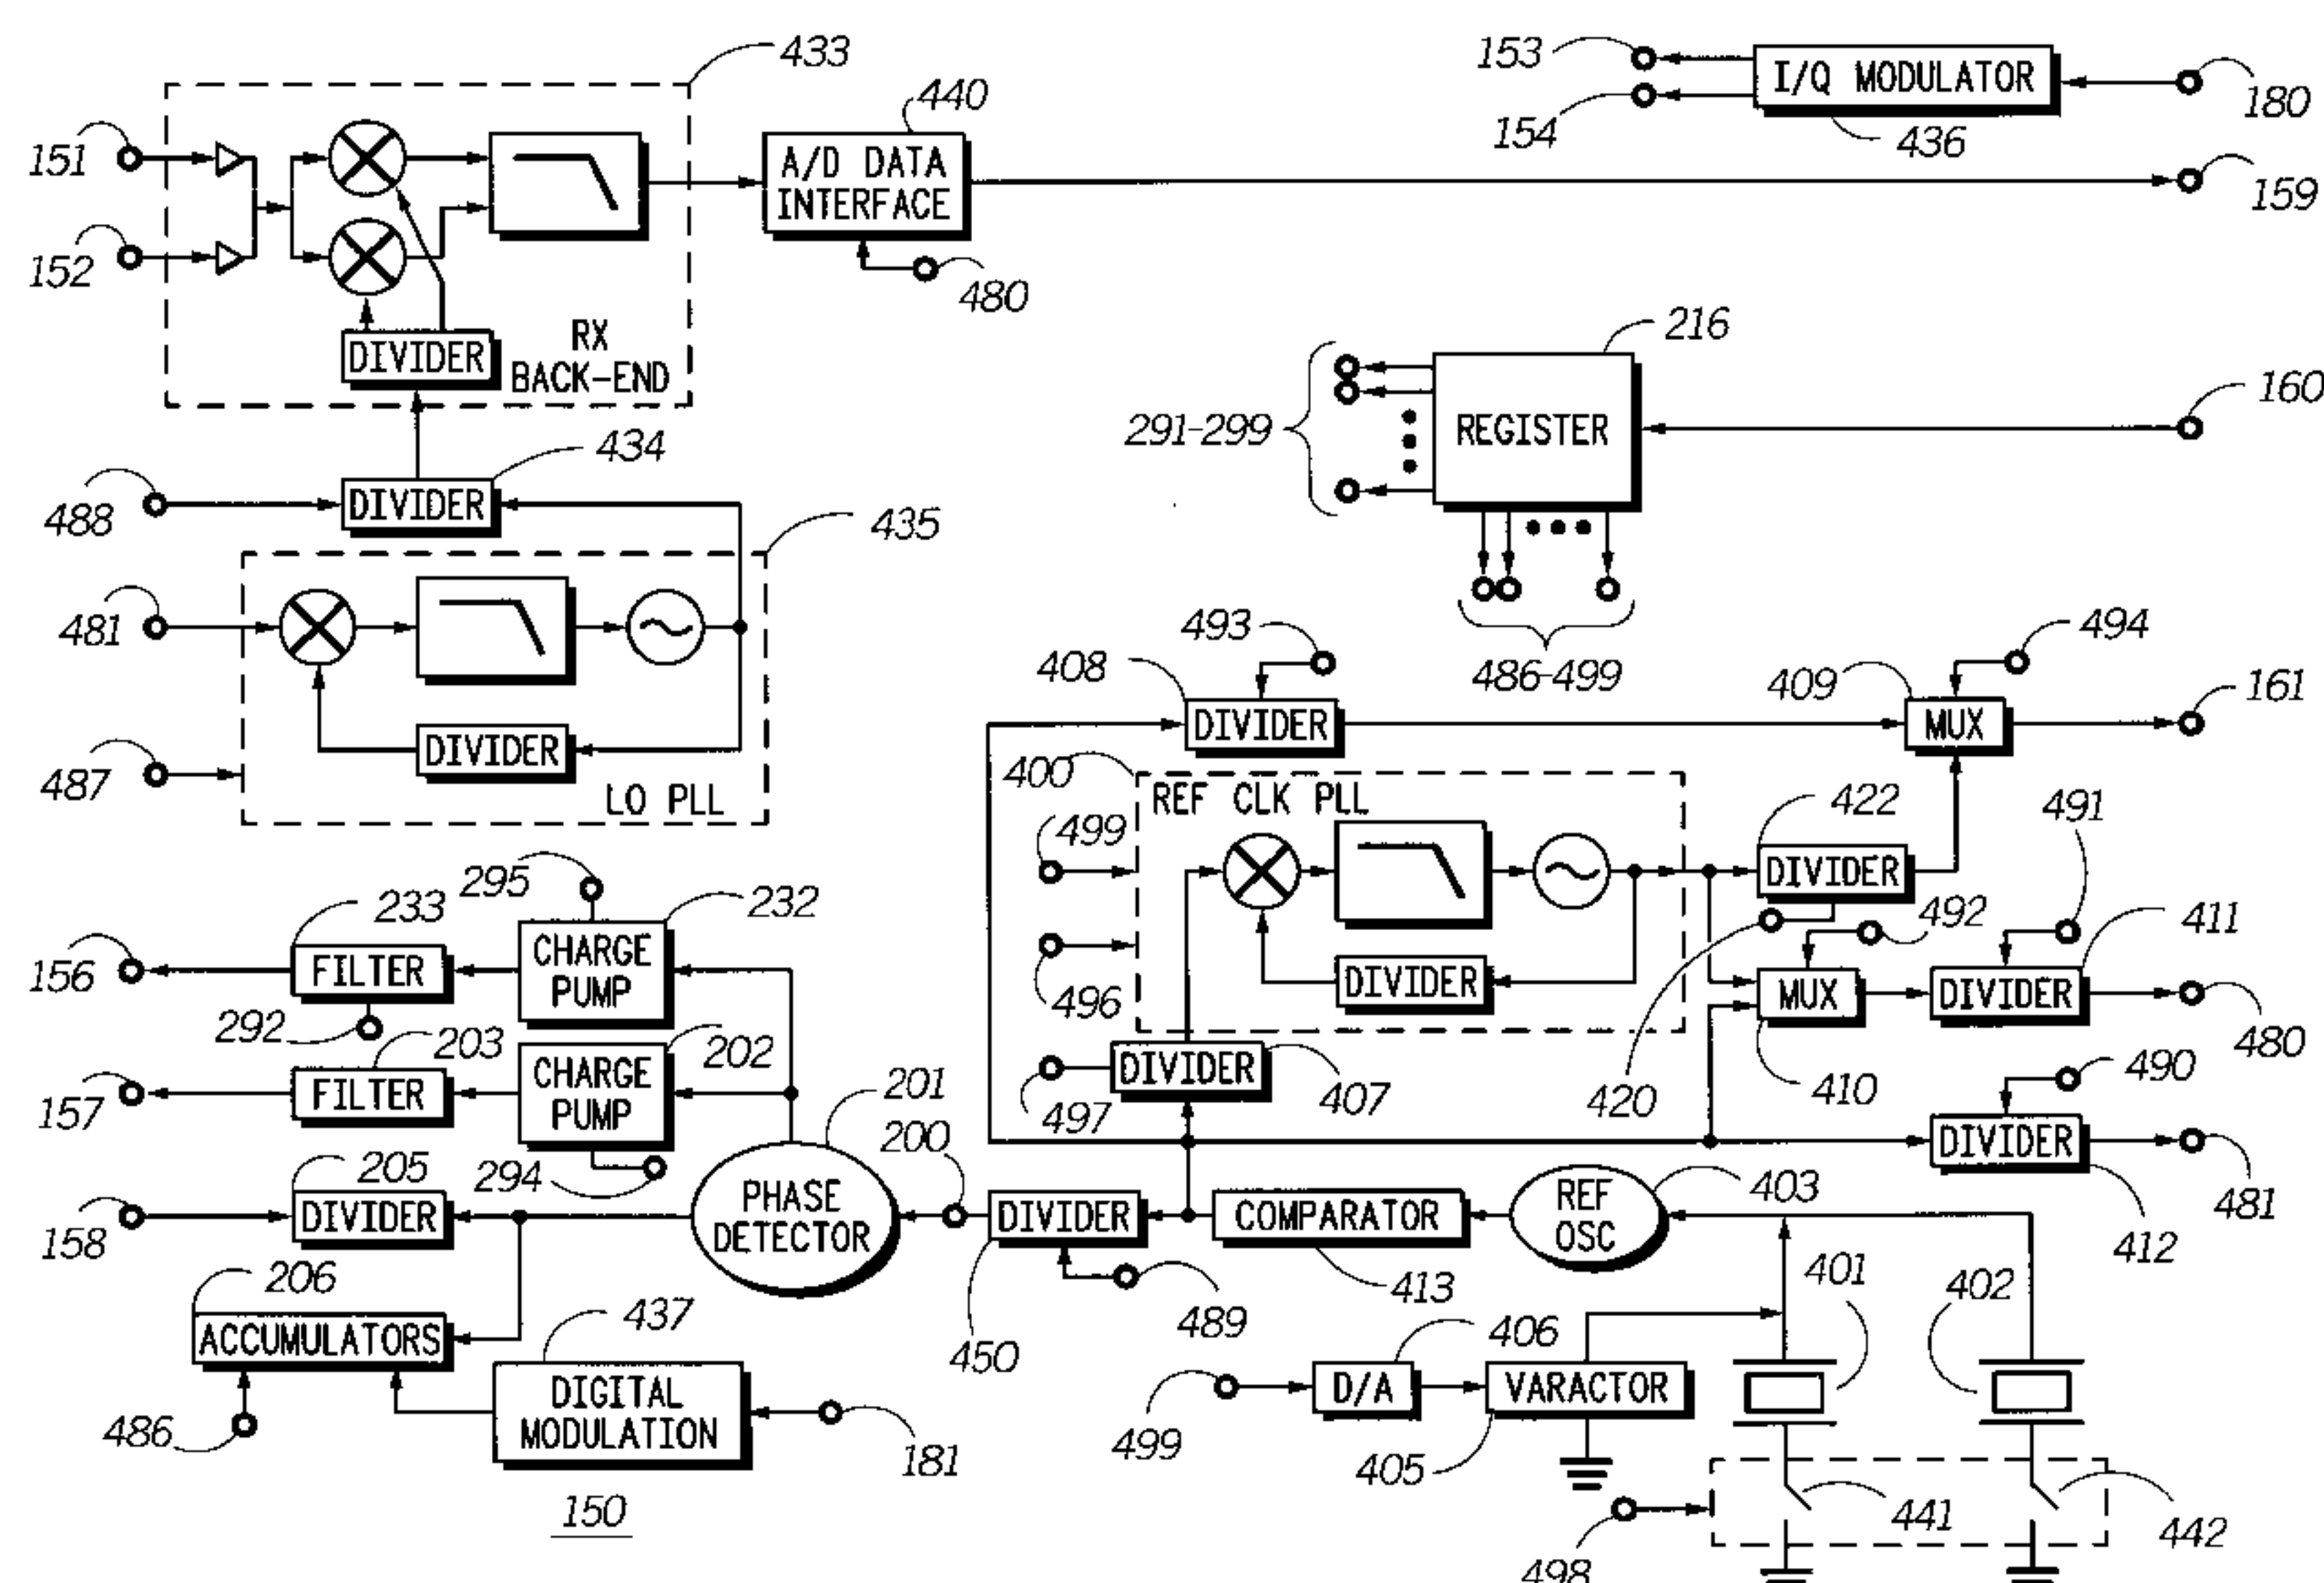 433
440
153
I/Q MODULATOR
180
154
436
151
A/D DATA
INTERFACE
159
152
480
RX
BACK-END
DIVIDER
216
291-299
REGISTER
160
434
488
DIVIDER
435
481
486-499
DIVIDER
487
LO PLL
493
494
408
409
161
DIVIDER
MUX
400
REF CLK PLL
422
491
499
DIVIDER
492
411
496
DIVIDER
MUX
DIVIDER
480
497
DIVIDER
407
420
410
490
DIVIDER
481
412
295
232
233
156
FILTER
CHARGE
PUMP
292
203
202
157
FILTER
CHARGE
PUMP
201
200
294
205
158
DIVIDER
PHASE
DETECTOR
DIVIDER
COMPARATOR
REF
OSC
403
206
489
413
450
401
402
ACCUMULATORS
437
486
DIGITAL
MODULATION
181
406
499
D/A
VARACTOR
405
150
498
441
442